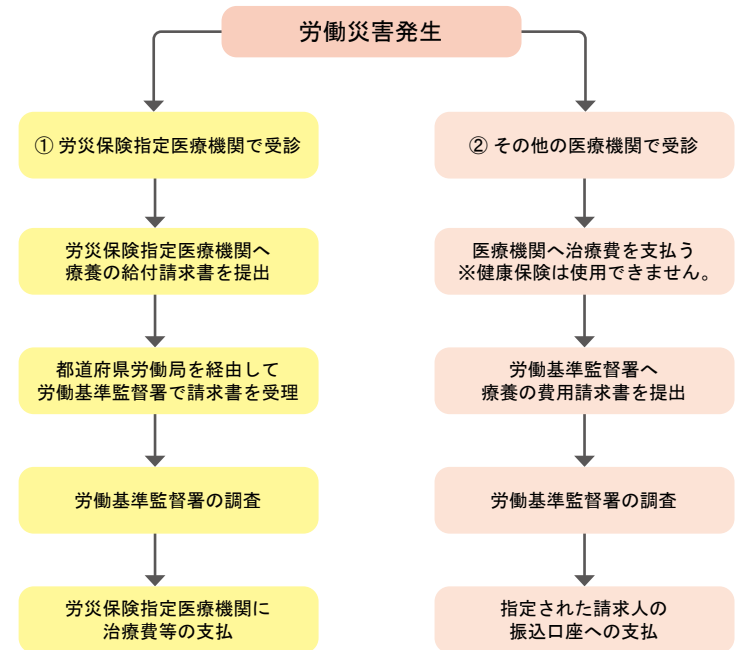 労働災害発生
① 労災保険指定医療機関で受診
労災保険指定医療機関へ
療養の給付請求書を提出
都道府県労働局を経由して
労働基準監督署で請求書を受理
労働基準監督署の調査
労災保険指定医療機関に
治療費等の支払
② その他の医療機関で受診
医療機関へ治療費を支払う
※健康保険は使用できません。
労働基準監督署へ
療養の費用請求書を提出
労働基準監督署の調査
指定された請求人の
振込口座への支払